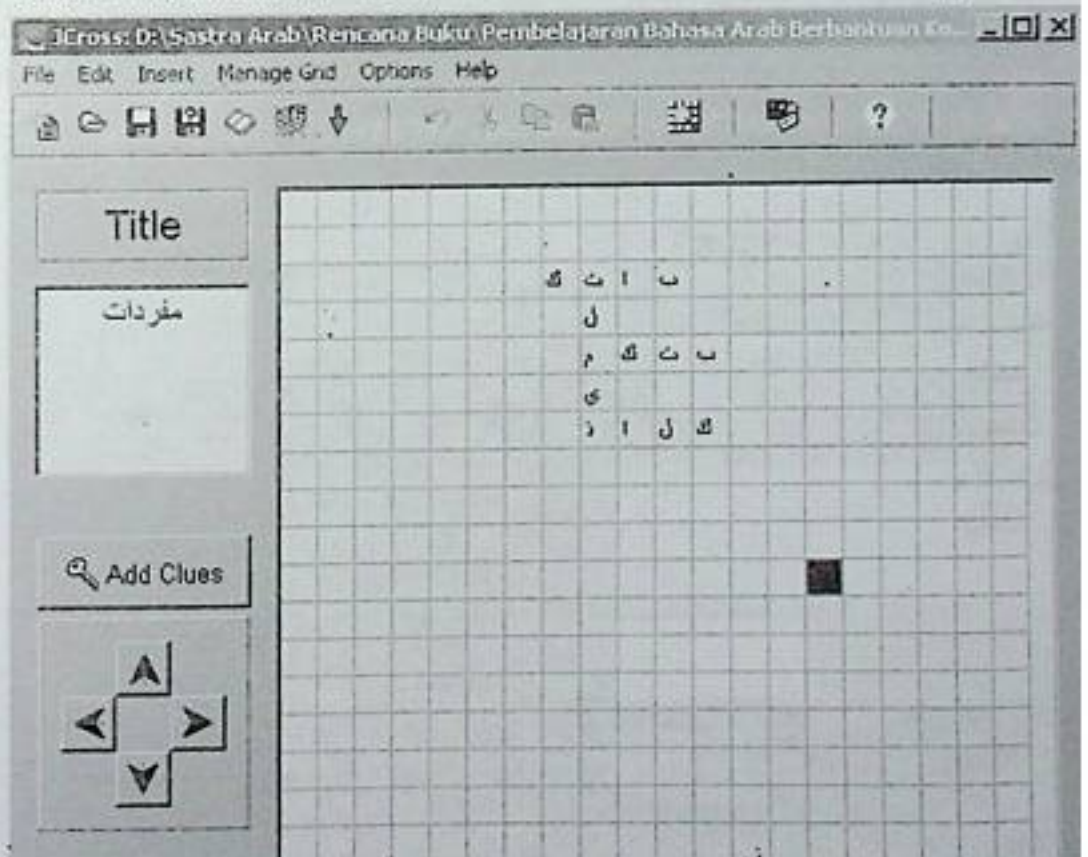 JCross: D:\Sastra Arab\Rencana Buku\Pembelajaran Bahasa Arab Berbantuan Ko...
File Edit Insert Manage Grid Options Help
Title
مفردات
ك ت ا ب
ل
م ك ت ب
ي
ذ ا ل ك
Add Clues